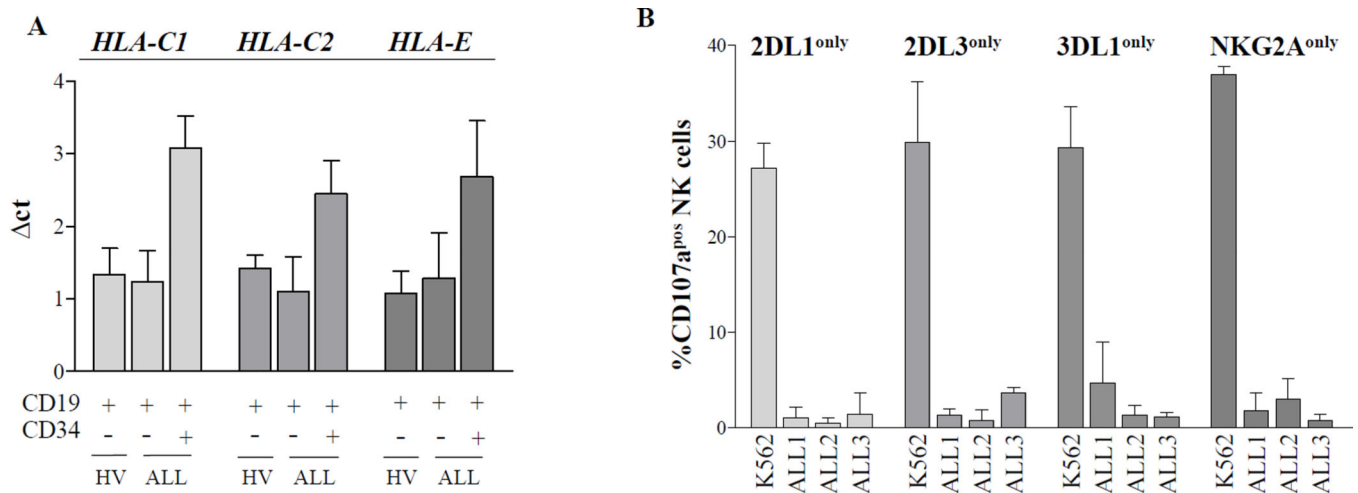 A
HLA-C1 HLA-C2 HLA-E
Δct
4
3
2
1
0
CD19 + + + + + + + + +
CD34 - - + - - + - - +
HV ALL HV ALL HV ALL
B
2DL1only 2DL3only 3DL1only NKG2Aonly
%CD107apos NK cells
40
30
20
10
0
K562 ALL1 ALL2 ALL3 K562 ALL1 ALL2 ALL3 K562 ALL1 ALL2 ALL3 K562 ALL1 ALL2 ALL3